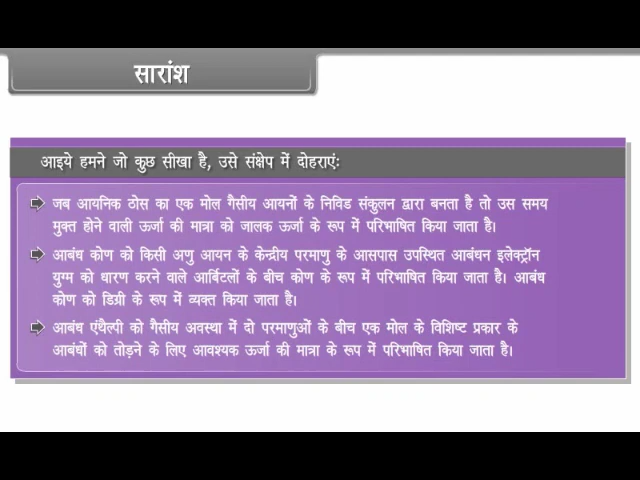 सारांश
आइये हमने जो कुछ सीखा है, उसे संक्षेप में दोहराएं:
जब आयनिक ठोस का एक मोल गैसीय आयनों के निविड संकुलन द्वारा बनता है तो उस समय
मुक्त होने वाली ऊर्जा की मात्रा को जालक ऊर्जा के रूप में परिभाषित किया जाता है।
आबंध कोण को किसी अणु आयन के केन्द्रीय परमाणु के आसपास उपस्थित आबंधन इलेक्ट्रॉन
युग्म को धारण करने वाले आर्बिटलों के बीच कोण के रूप में परिभाषित किया जाता है। आबंध
कोण को डिग्री के रूप में व्यक्त किया जाता है।
आबंध एंथैल्पी को गैसीय अवस्था में दो परमाणुओं के बीच एक मोल के विशिष्ट प्रकार के
आबंधों को तोड़ने के लिए आवश्यक ऊर्जा की मात्रा के रूप में परिभाषित किया जाता है।